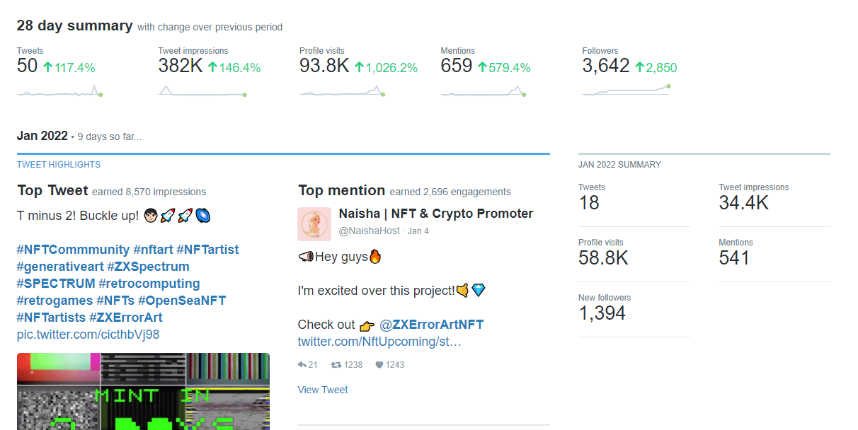 28 day summary with change over previous period
Tweets
50 ↑117.4%
Tweet impressions
382K ↑146.4%
Profile visits
93.8K ↑1,026.2%
Mentions
659 ↑579.4%
Followers
3,642 ↑2,850
Jan 2022 • 9 days so far...
TWEET HIGHLIGHTS
Top Tweet earned 8,570 impressions
T minus 2! Buckle up!
#NFTCommmunity #nftart #NFTartist
#generativeart #ZXSpectrum
#SPECTRUM #retrocomputing
#retrogames #NFTs #OpenSeaNFT
#NFTartists #ZXErrorArt
pic.twitter.com/cicthbVj98
MINT IN
2 DAYS
Top mention earned 2,696 engagements
Naisha | NFT & Crypto Promoter
@NaishaHost · Jan 4
📢Hey guys🔥
I'm excited over this project!🤙💎
Check out 👉 @ZXErrorArtNFT
twitter.com/NftUpcoming/st…
21 1238 1243
View Tweet
JAN 2022 SUMMARY
Tweets
18
Tweet impressions
34.4K
Profile visits
58.8K
Mentions
541
New followers
1,394